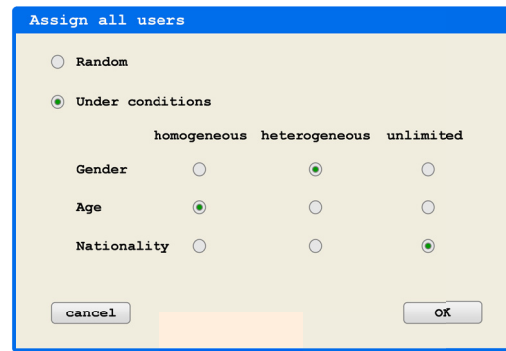 Assign all users
Random
Under conditions
homogeneous heterogeneous unlimited
Gender
Age
Nationality
cancel OK